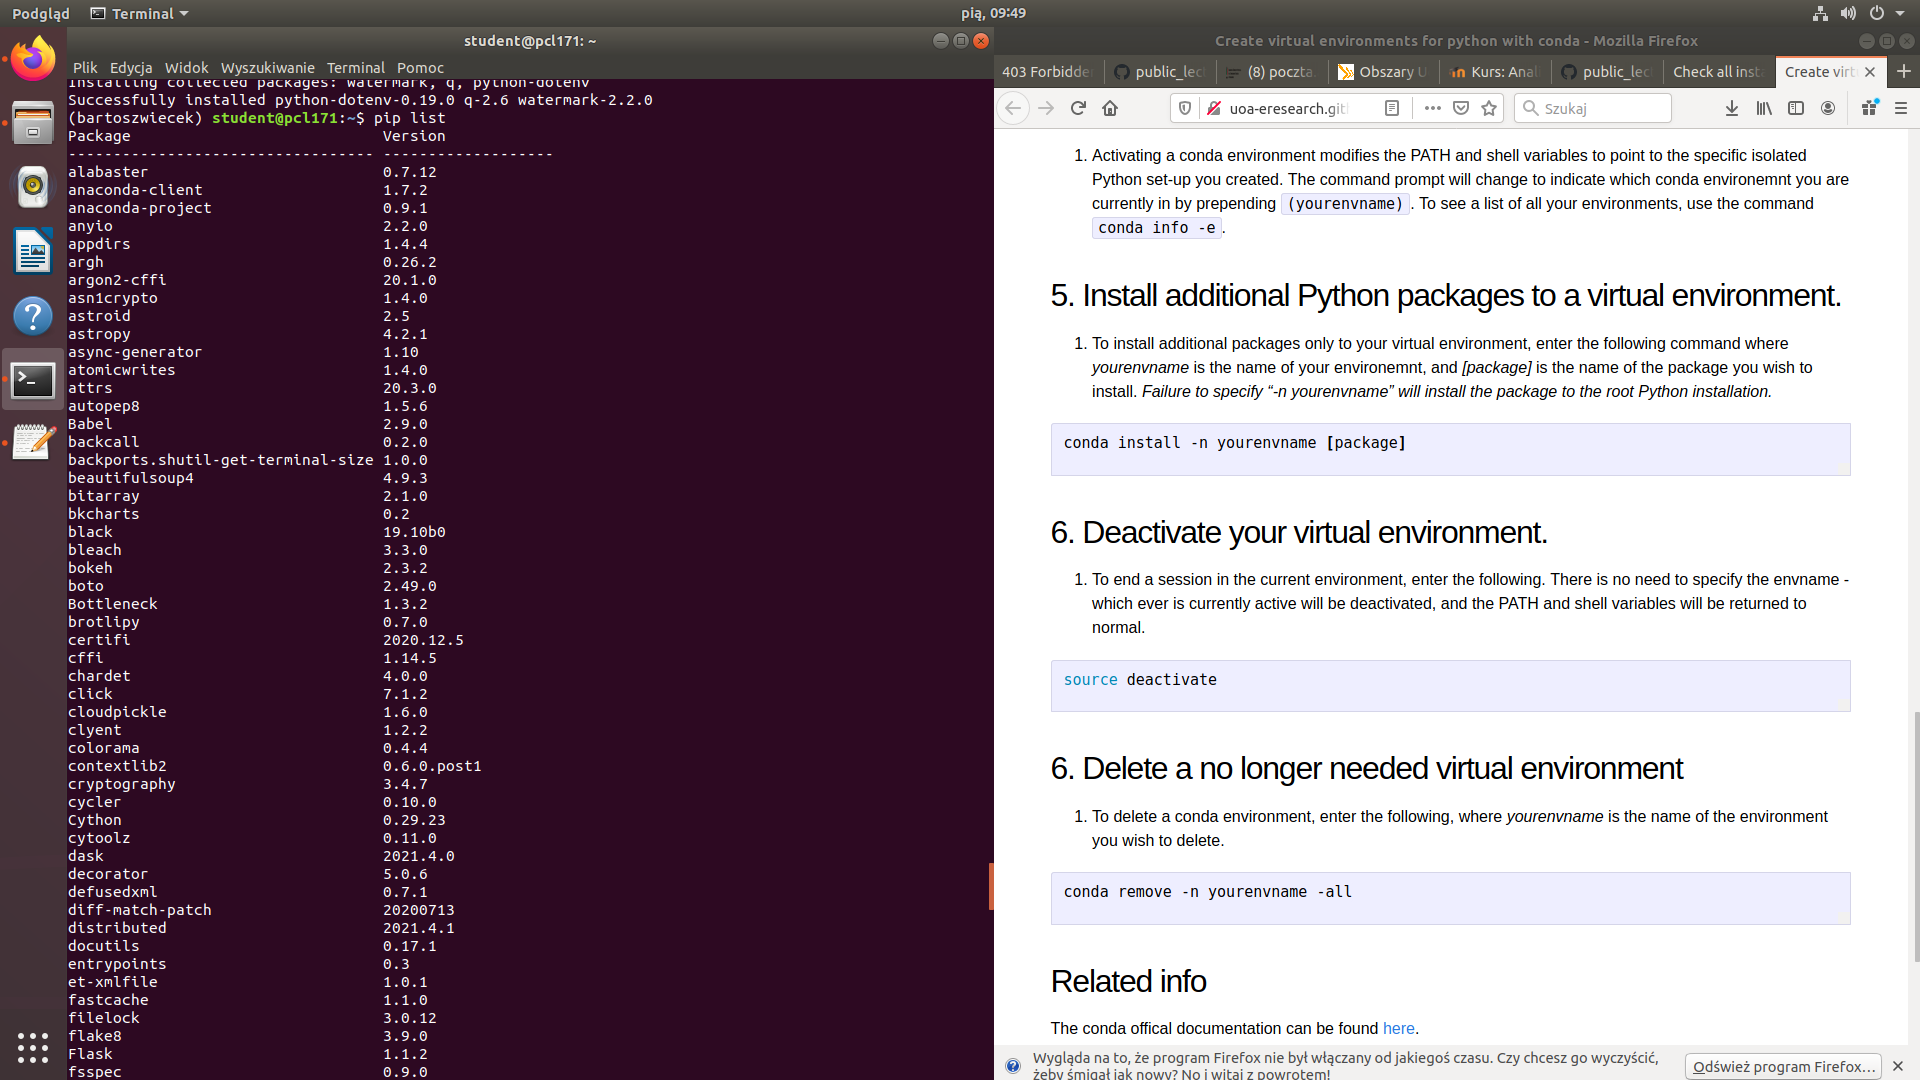 Podgląd
Terminal
pią, 09:49
student@pcl171: ~
Plik Edycja Widok Wyszukiwanie Terminal Pomoc
Installing collected packages: watermark, q, python-dotenv
Successfully installed python-dotenv-0.19.0 q-2.6 watermark-2.2.0
(bartoszwiecek) student@pcl171:~$ pip list
Package Version
---------------------------------- -------------------
alabaster 0.7.12
anaconda-client 1.7.2
anaconda-project 0.9.1
anyio 2.2.0
appdirs 1.4.4
argh 0.26.2
argon2-cffi 20.1.0
asn1crypto 1.4.0
astroid 2.5
astropy 4.2.1
async-generator 1.10
atomicwrites 1.4.0
attrs 20.3.0
autopep8 1.5.6
Babel 2.9.0
backcall 0.2.0
backports.shutil-get-terminal-size 1.0.0
beautifulsoup4 4.9.3
bitarray 2.1.0
bkcharts 0.2
black 19.10b0
bleach 3.3.0
bokeh 2.3.2
boto 2.49.0
Bottleneck 1.3.2
brotlipy 0.7.0
certifi 2020.12.5
cffi 1.14.5
chardet 4.0.0
click 7.1.2
cloudpickle 1.6.0
clyent 1.2.2
colorama 0.4.4
contextlib2 0.6.0.post1
cryptography 3.4.7
cycler 0.10.0
Cython 0.29.23
cytoolz 0.11.0
dask 2021.4.0
decorator 5.0.6
defusedxml 0.7.1
diff-match-patch 20200713
distributed 2021.4.1
docutils 0.17.1
entrypoints 0.3
et-xmlfile 1.0.1
fastcache 1.1.0
filelock 3.0.12
flake8 3.9.0
Flask 1.1.2
fsspec 0.9.0
Create virtual environments for python with conda - Mozilla Firefox
403 Forbidde
public_lec
(8) poczta.
Obszary U
Kurs: Anal
public_lec
Check all inst
Create virt
uoa-eresearch.git
Szukaj
1. Activating a conda environment modifies the PATH and shell variables to point to the specific isolated
Python set-up you created. The command prompt will change to indicate which conda environemnt you are
currently in by prepending (yourenvname) . To see a list of all your environments, use the command
conda info -e .
5. Install additional Python packages to a virtual environment.
1. To install additional packages only to your virtual environment, enter the following command where
yourenvname is the name of your environemnt, and [package] is the name of the package you wish to
install. Failure to specify “-n yourenvname” will install the package to the root Python installation.
conda install -n yourenvname [package]
6. Deactivate your virtual environment.
1. To end a session in the current environment, enter the following. There is no need to specify the envname -
which ever is currently active will be deactivated, and the PATH and shell variables will be returned to
normal.
source deactivate
6. Delete a no longer needed virtual environment
1. To delete a conda environment, enter the following, where yourenvname is the name of the environment
you wish to delete.
conda remove -n yourenvname -all
Related info
The conda offical documentation can be found here.
Wygląda na to, że program Firefox nie był włączany od jakiegoś czasu. Czy chcesz go wyczyścić,
żeby śmigał jak nowy? No i witaj z powrotem!
Odśwież program Firefox…